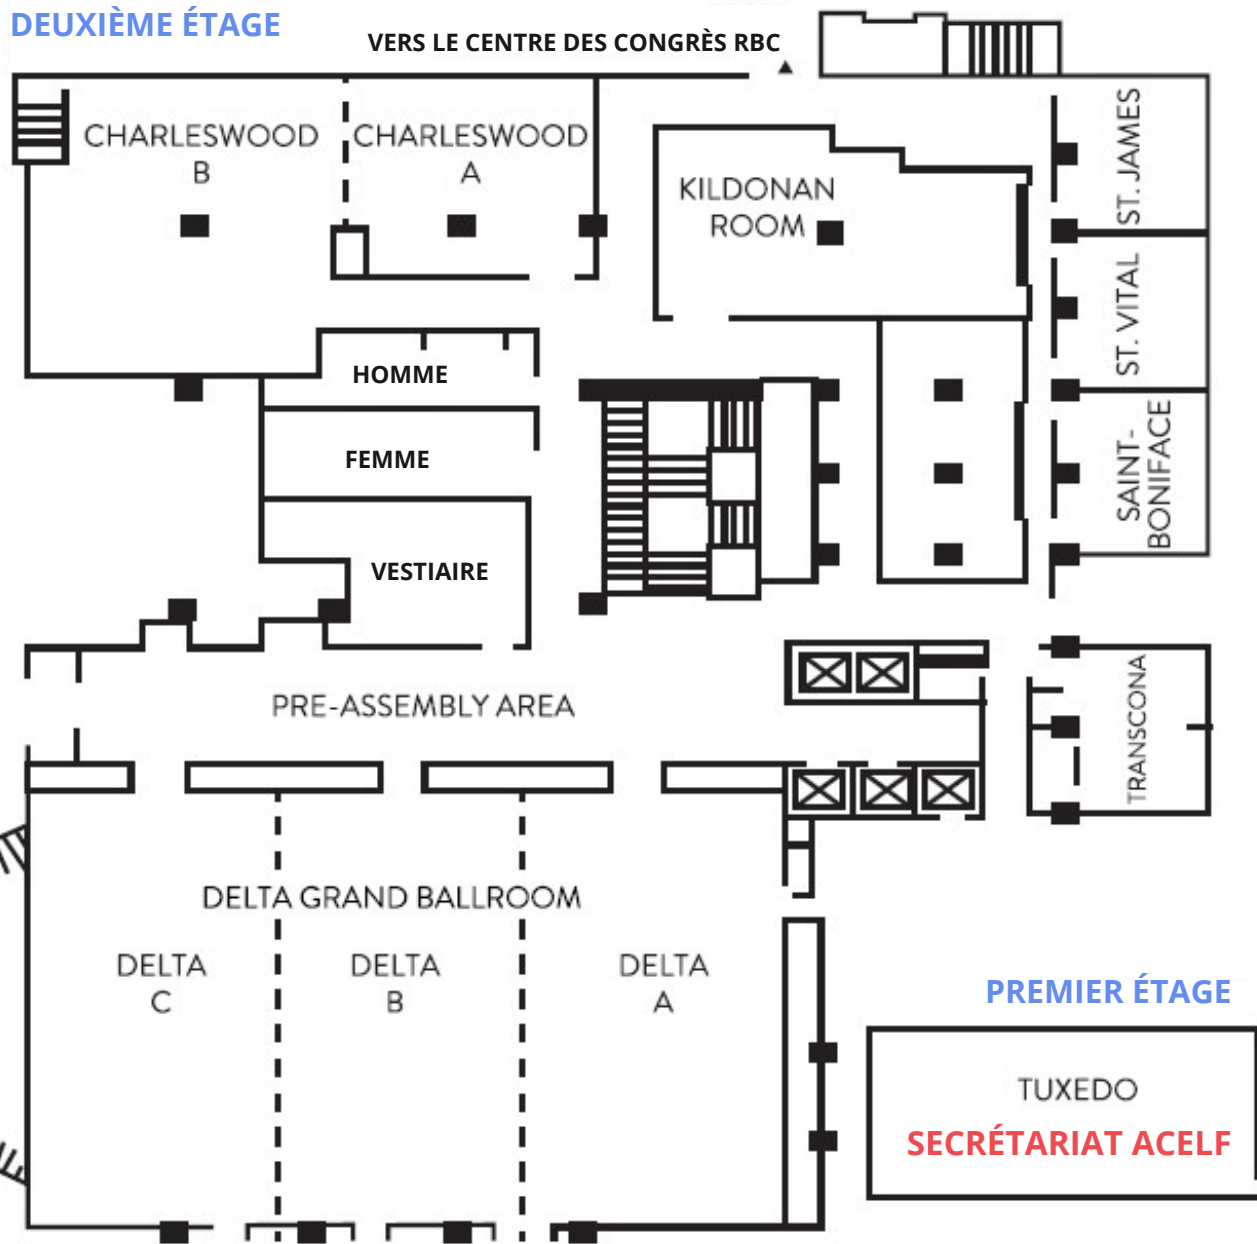 DEUXIÈME ÉTAGE
VERS LE CENTRE DES CONGRÈS RBC
CHARLESWOOD
B
CHARLESWOOD
A
KILDONAN
ROOM
ST. JAMES
ST. VITAL
SAINT-
BONIFACE
HOMME
FEMME
VESTIAIRE
PRE-ASSEMBLY AREA
TRANSCONA
DELTA GRAND BALLROOM
DELTA
C
DELTA
B
DELTA
A
PREMIER ÉTAGE
TUXEDO
SECRÉTARIAT ACELF